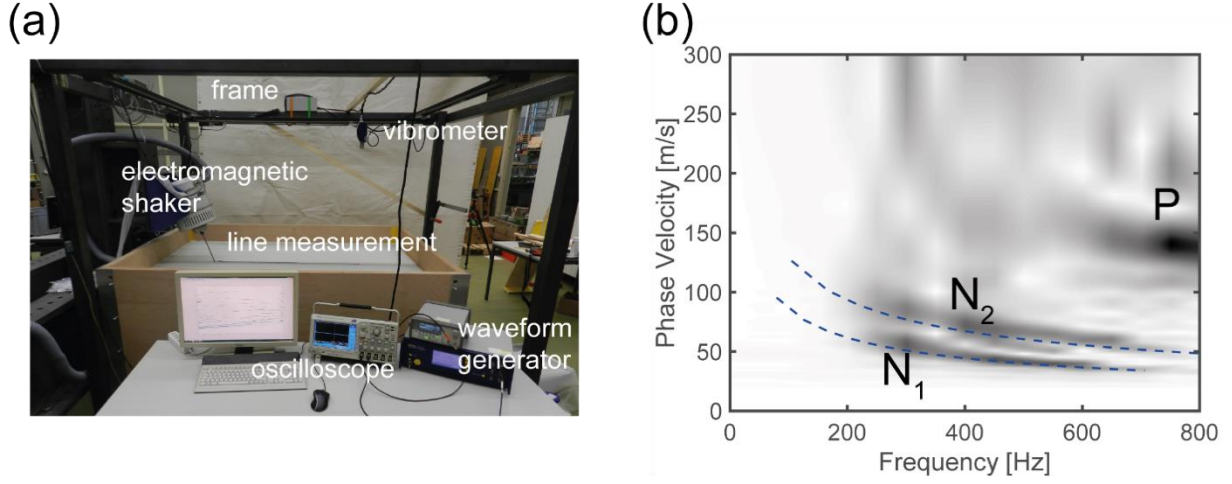 (a)
frame
vibrometer
electromagnetic
shaker
line measurement
waveform
generator
oscilloscope
(b)
Phase Velocity [m/s]
300
250
200
150
100
50
0
P
N2
N1
0 200 400 600 800
Frequency [Hz]